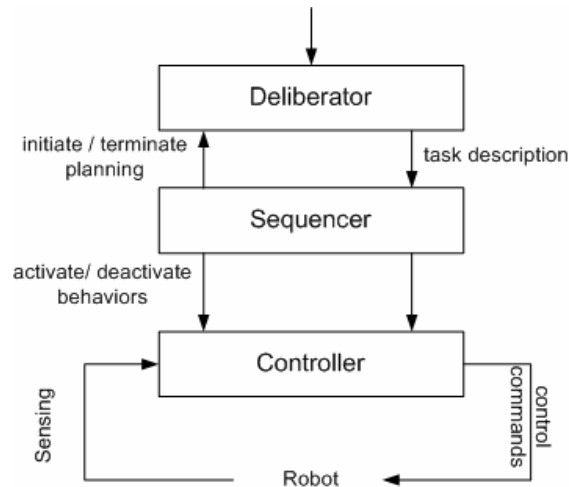 Deliberator
initiate / terminate
planning
task description
Sequencer
activate/ deactivate
behaviors
Controller
Sensing
control
commands
Robot